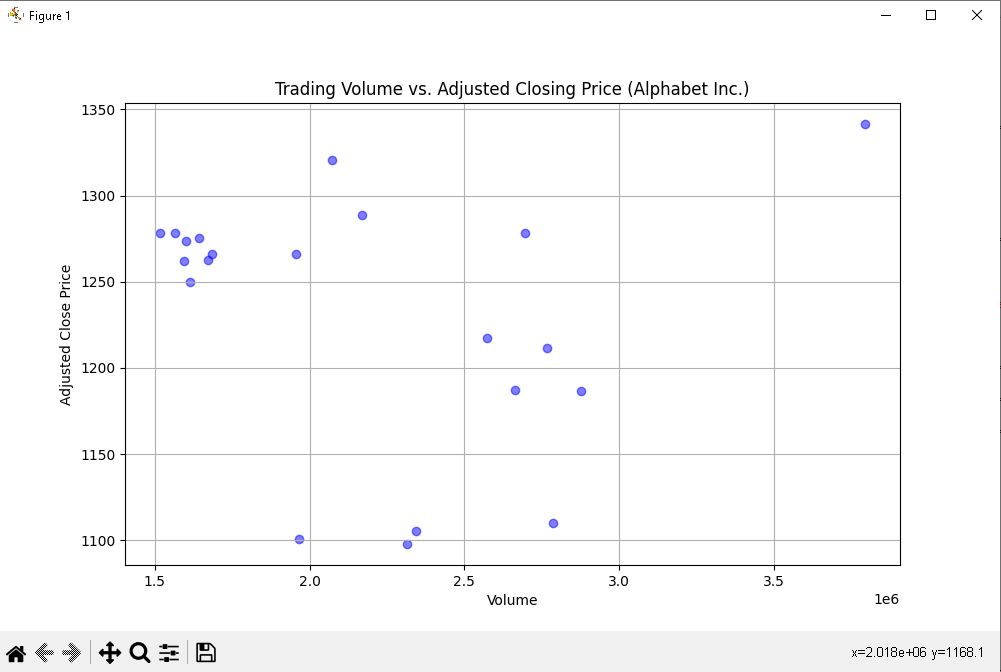 Figure 1
Trading Volume vs. Adjusted Closing Price (Alphabet Inc.)
1350
1300
1250
1200
1150
1100
Adjusted Close Price
1.5 2.0 2.5 3.0 3.5
Volume
1e6
x=2.018e+06 y=1168.1